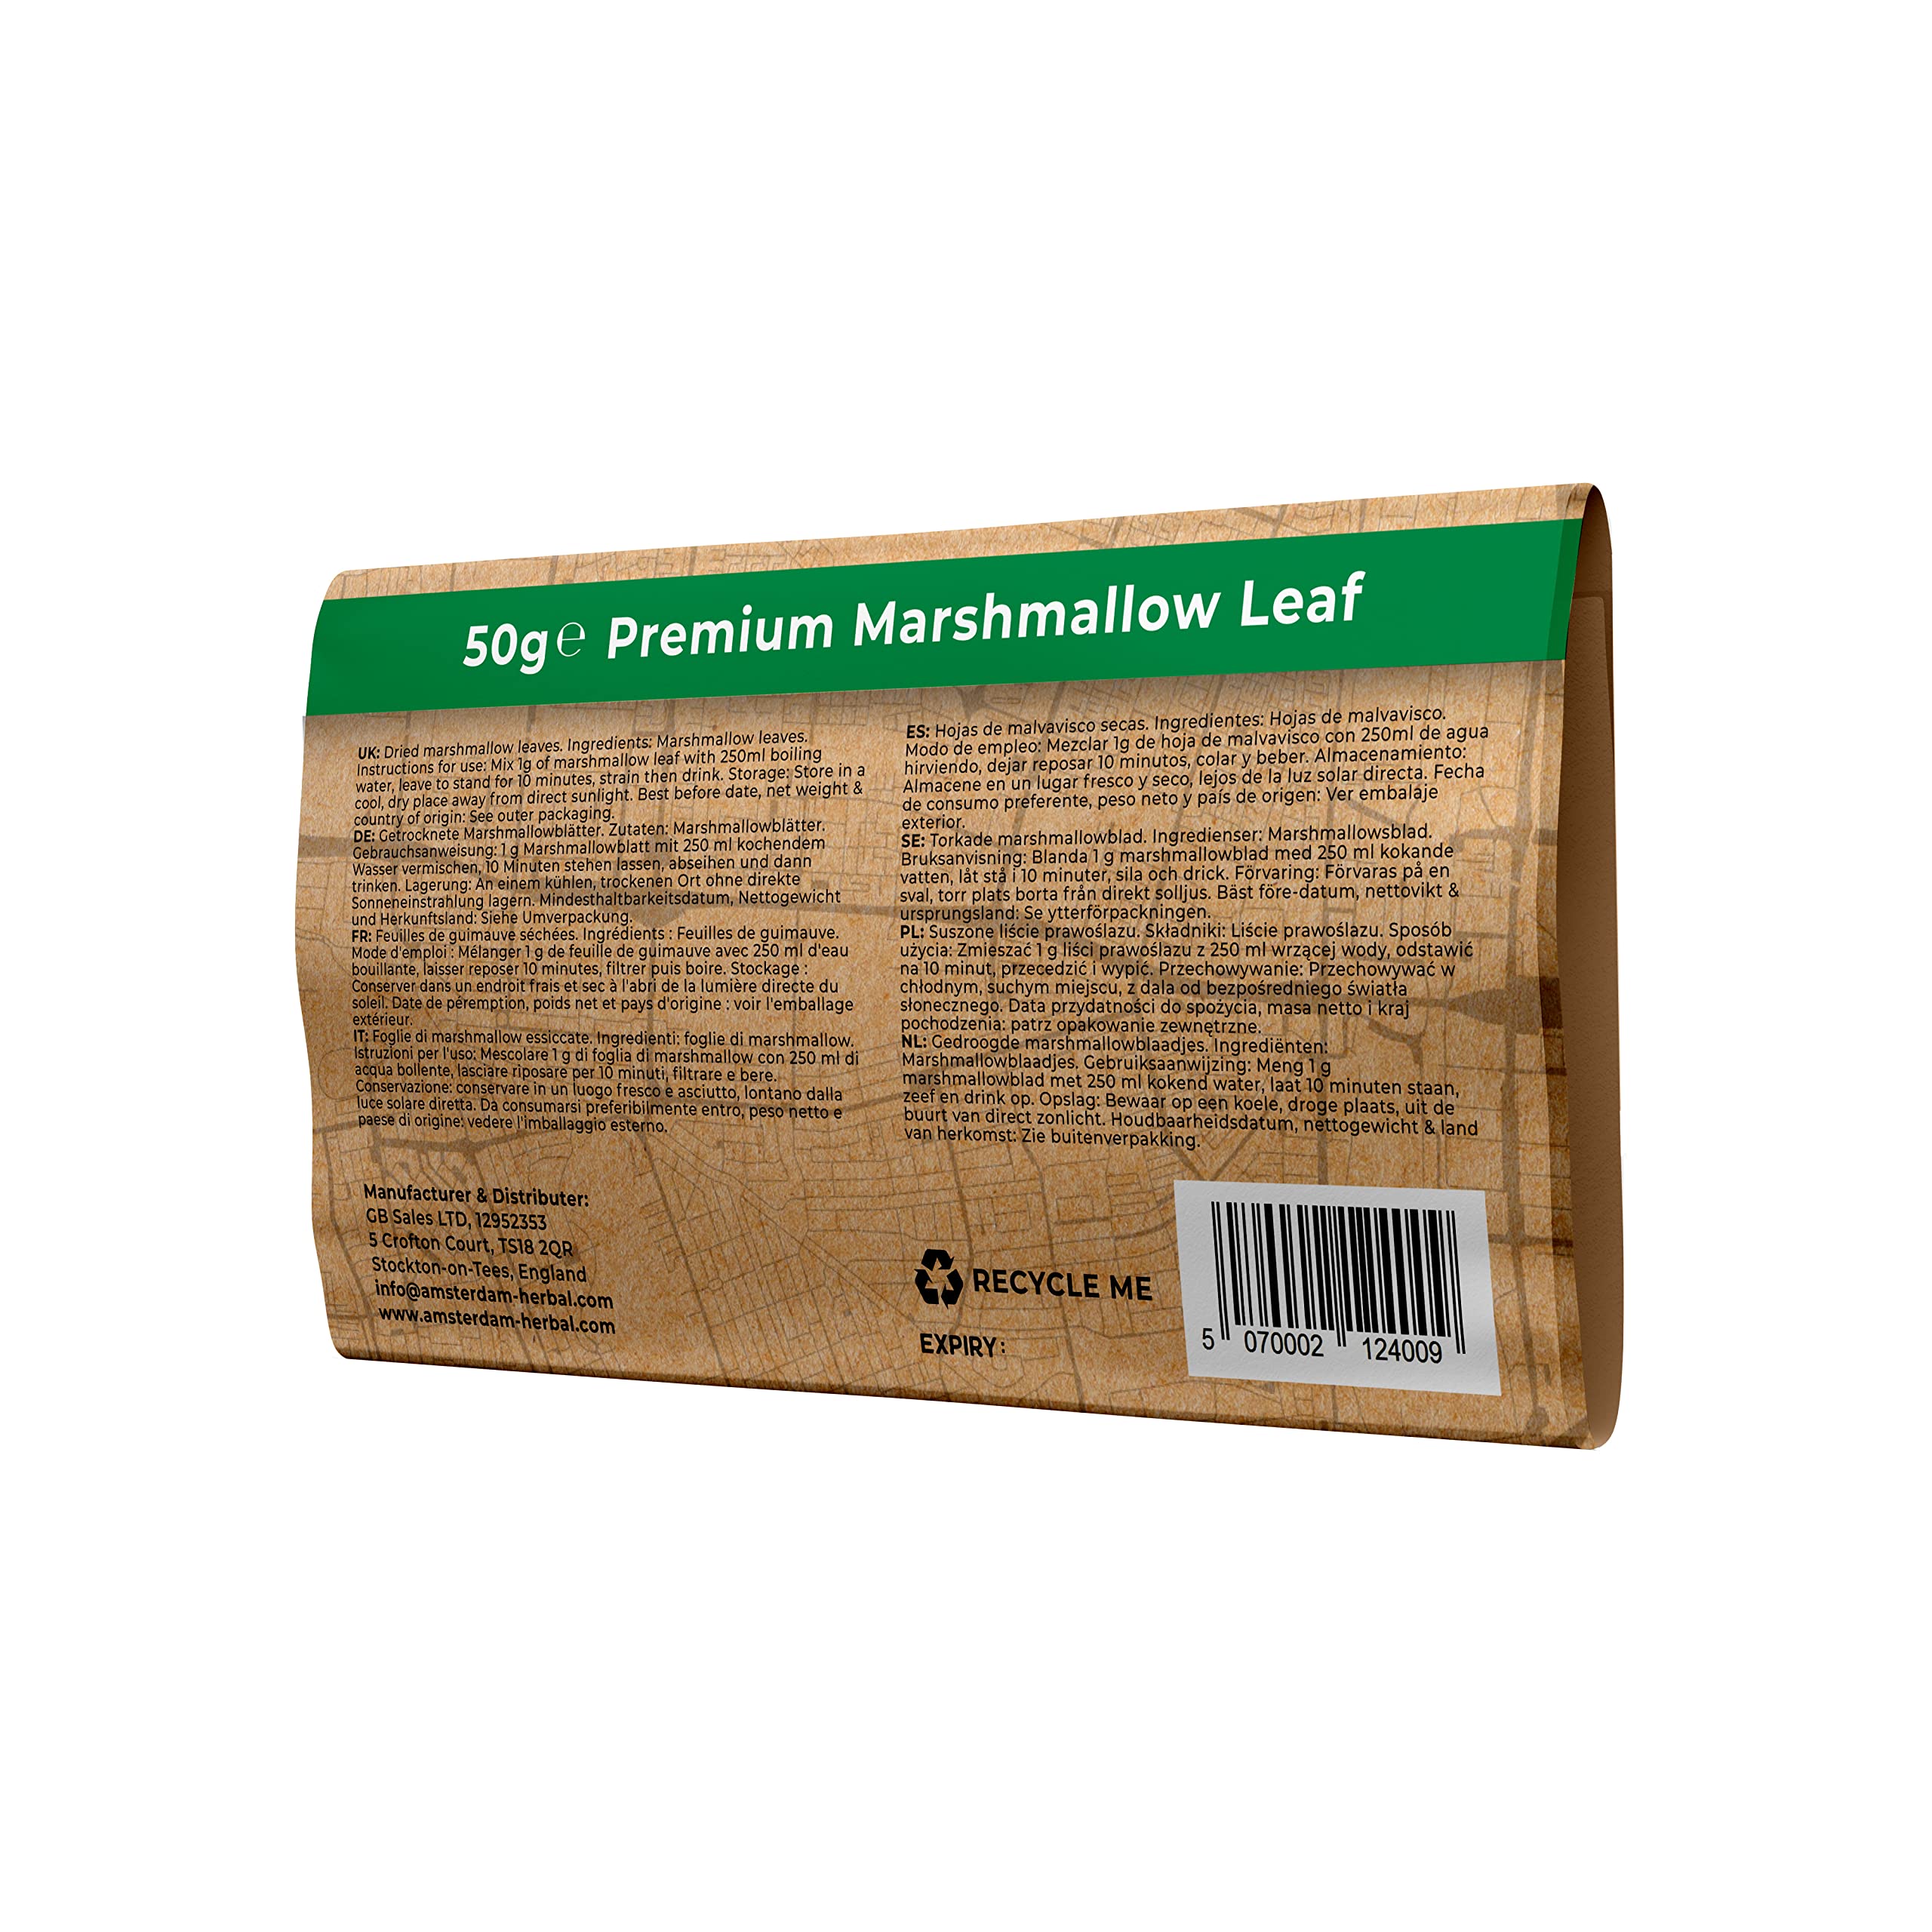 50g℮ Premium Marshmallow Leaf
UK: Dried marshmallow leaves. Ingredients: Marshmallow leaves.
Instructions for use: Mix 1g of marshmallow leaf with 250ml boiling
water, leave to stand for 10 minutes, strain then drink. Storage: Store in a
cool, dry place away from direct sunlight. Best before date, net weight &
country of origin: See outer packaging.
DE: Getrocknete Marshmallowblätter. Zutaten: Marshmallowblätter.
Gebrauchsanweisung: 1 g Marshmallowblatt mit 250 ml kochendem
Wasser vermischen, 10 Minuten stehen lassen, abseihen und dann
trinken. Lagerung: An einem kühlen, trockenen Ort ohne direkte
Sonneneinstrahlung lagern. Mindesthaltbarkeitsdatum, Nettogewicht
und Herkunftsland: Siehe Umverpackung.
FR: Feuilles de guimauve séchées. Ingrédients : Feuilles de guimauve.
Mode d'emploi : Mélanger 1 g de feuille de guimauve avec 250 ml d'eau
bouillante, laisser reposer 10 minutes, filtrer puis boire. Stockage :
Conserver dans un endroit frais et sec à l'abri de la lumière directe du
soleil. Date de péremption, poids net et pays d'origine : voir l'emballage
extérieur.
IT: Foglie di marshmallow essiccate. Ingredienti: foglie di marshmallow.
Istruzioni per l'uso: Mescolare 1 g di foglia di marshmallow con 250 ml di
acqua bollente, lasciare riposare per 10 minuti, filtrare e bere.
Conservazione: conservare in un luogo fresco e asciutto, lontano dalla
luce solare diretta. Da consumarsi preferibilmente entro, peso netto e
paese di origine: vedere l'imballaggio esterno.
ES: Hojas de malvavisco secas. Ingredientes: Hojas de malvavisco.
Modo de empleo: Mezclar 1g de hoja de malvavisco con 250ml de agua
hirviendo, dejar reposar 10 minutos, colar y beber. Almacenamiento:
Almacene en un lugar fresco y seco, lejos de la luz solar directa. Fecha
de consumo preferente, peso neto y país de origen: Ver embalaje
exterior.
SE: Torkade marshmallowblad. Ingredienser: Marshmallowsblad.
Bruksanvisning: Blanda 1 g marshmallowblad med 250 ml kokande
vatten, låt stå i 10 minuter, sila och drick. Förvaring: Förvaras på en
sval, torr plats borta från direkt solljus. Bäst före-datum, nettovikt &
ursprungsland: Se ytterförpackningen.
PL: Suszone liście prawoślazu. Składniki: Liście prawoślazu. Sposób
użycia: Zmieszać 1 g liści prawoślazu z 250 ml wrzącej wody, odstawić
na 10 minut, przecedzić i wypić. Przechowywanie: Przechowywać w
chłodnym, suchym miejscu, z dala od bezpośredniego światła
słonecznego. Data przydatności do spożycia, masa netto i kraj
pochodzenia: patrz opakowanie zewnętrzne.
NL: Gedroogde marshmallowblaadjes. Ingrediënten:
Marshmallowblaadjes. Gebruiksaanwijzing: Meng 1 g
marshmallowblad met 250 ml kokend water, laat 10 minuten staan,
zeef en drink op. Opslag: Bewaar op een koele, droge plaats, uit de
buurt van direct zonlicht. Houdbaarheidsdatum, nettogewicht & land
van herkomst: Zie buitenverpakking.
Manufacturer & Distributer:
GB Sales LTD, 12952353
5 Crofton Court, TS18 2QR
Stockton-on-Tees, England
info@amsterdam-herbal.com
www.amsterdam-herbal.com
RECYCLE ME
EXPIRY:
5 070002 124009